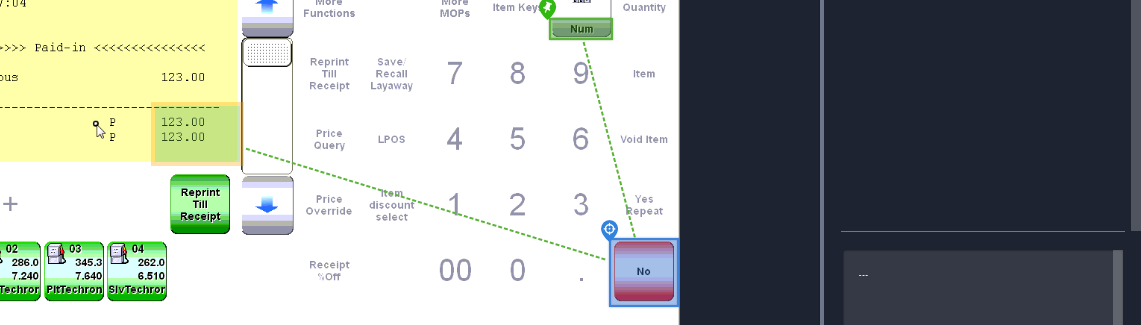 :04
More
Functions
More
MOPs
Item Keys
Quantity
Num
>>>> Paid-in <<<<<<<<<<<<<<<
ous 123.00
P 123.00
P 123.00
Reprint
Till
Receipt
Save/
Recall
Layaway
7 8 9
Item
Price
Query
LPOS
4 5 6
Void Item
Reprint
Till
Receipt
+
Price
Override
Item
discount
select
1 2 3
Yes
Repeat
02
286.0
7.240
Techron
03
345.3
7.640
PltTechron
04
262.0
6.510
SlvTechron
Receipt
%Off
00 0 .
No
---